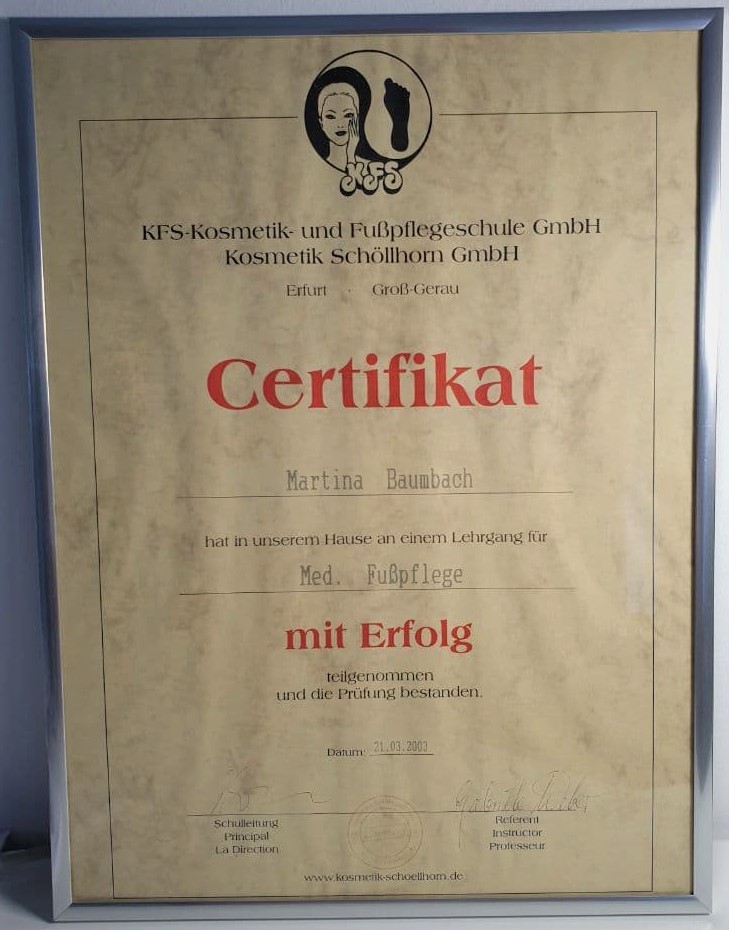 KFS
KFS-Kosmetik- und Fußpflegeschule GmbH
Kosmetik Schöllhorn GmbH
Erfurt · Groß-Gerau
Certifikat
Martina Baumbach
hat in unserem Hause an einem Lehrgang für
Med. Fußpflege
mit Erfolg
teilgenommen
und die Prüfung bestanden.
Datum: 21.03.2003
Schulleitung
Principal
La Direction
Referent
Instructor
Professeur
www.kosmetik-schoellhorn.de